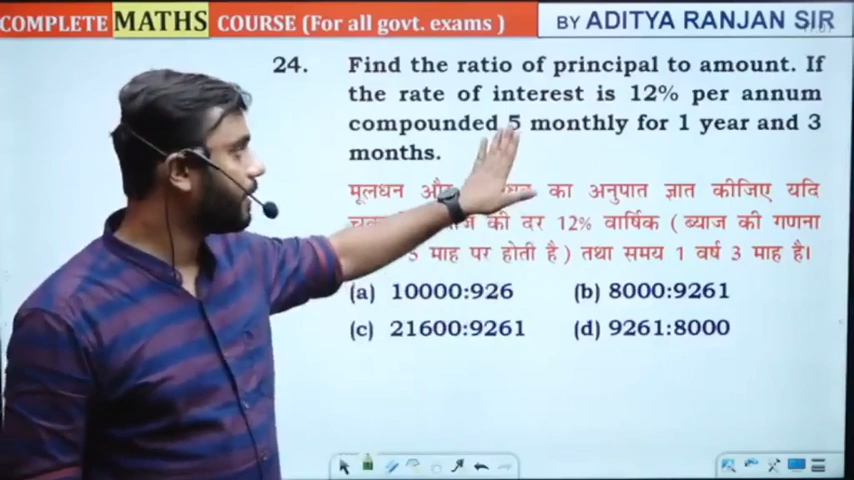 COMPLETE MATHS COURSE (For all govt. exams )
BY ADITYA RANJAN SIR
24. Find the ratio of principal to amount. If
the rate of interest is 12% per annum
compounded 5 monthly for 1 year and 3
months.
मूलधन का अनुपात ज्ञात कीजिए यदि
की दर 12% वार्षिक ( ब्याज की गणना
5 माह पर होती है ) तथा समय 1 वर्ष 3 माह है।
(a) 10000:926 (b) 8000:9261
(c) 21600:9261 (d) 9261:8000